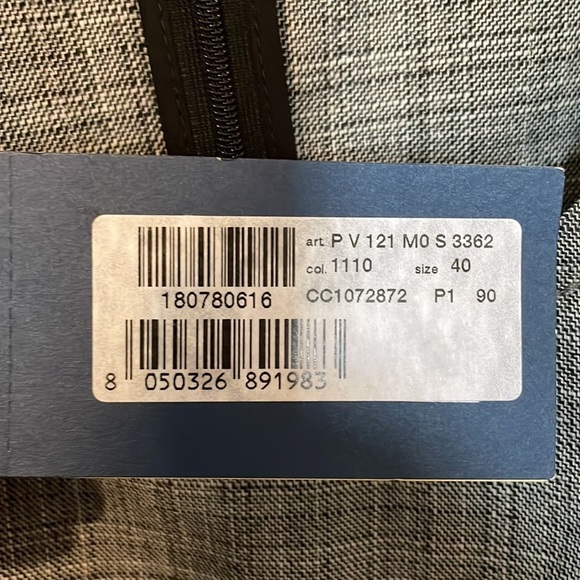 art. P V 121 M0 S 3362
col. 1110 size 40
180780616 CC1072872 P1 90
8 050326 891983